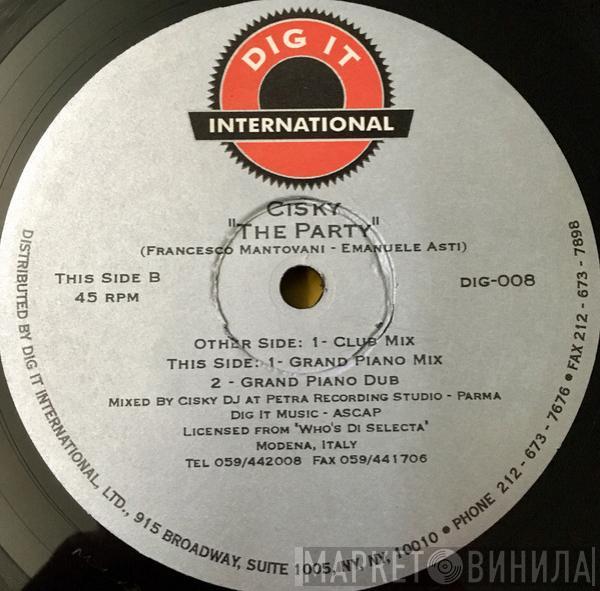 DIG IT
INTERNATIONAL
CISKY
"THE PARTY"
(FRANCESCO MANTOVANI - EMANUELE ASTI)
THIS SIDE B
45 RPM
DIG-008
OTHER SIDE: 1- CLUB MIX
THIS SIDE: 1- GRAND PIANO MIX
2 - GRAND PIANO DUB
MIXED BY CISKY DJ AT PETRA RECORDING STUDIO - PARMA
DIG IT MUSIC - ASCAP
LICENSED FROM 'WHO'S DI SELECTA'
MODENA, ITALY
TEL 059/442008 FAX 059/441706
DISTRIBUTED BY DIG IT INTERNATIONAL, LTD., 915 BROADWAY, SUITE 1005, NY, NY, 10010 • PHONE 212 - 673 - 7676 • FAX 212 - 673 - 7898
МАРКЕТ ВИНИЛА